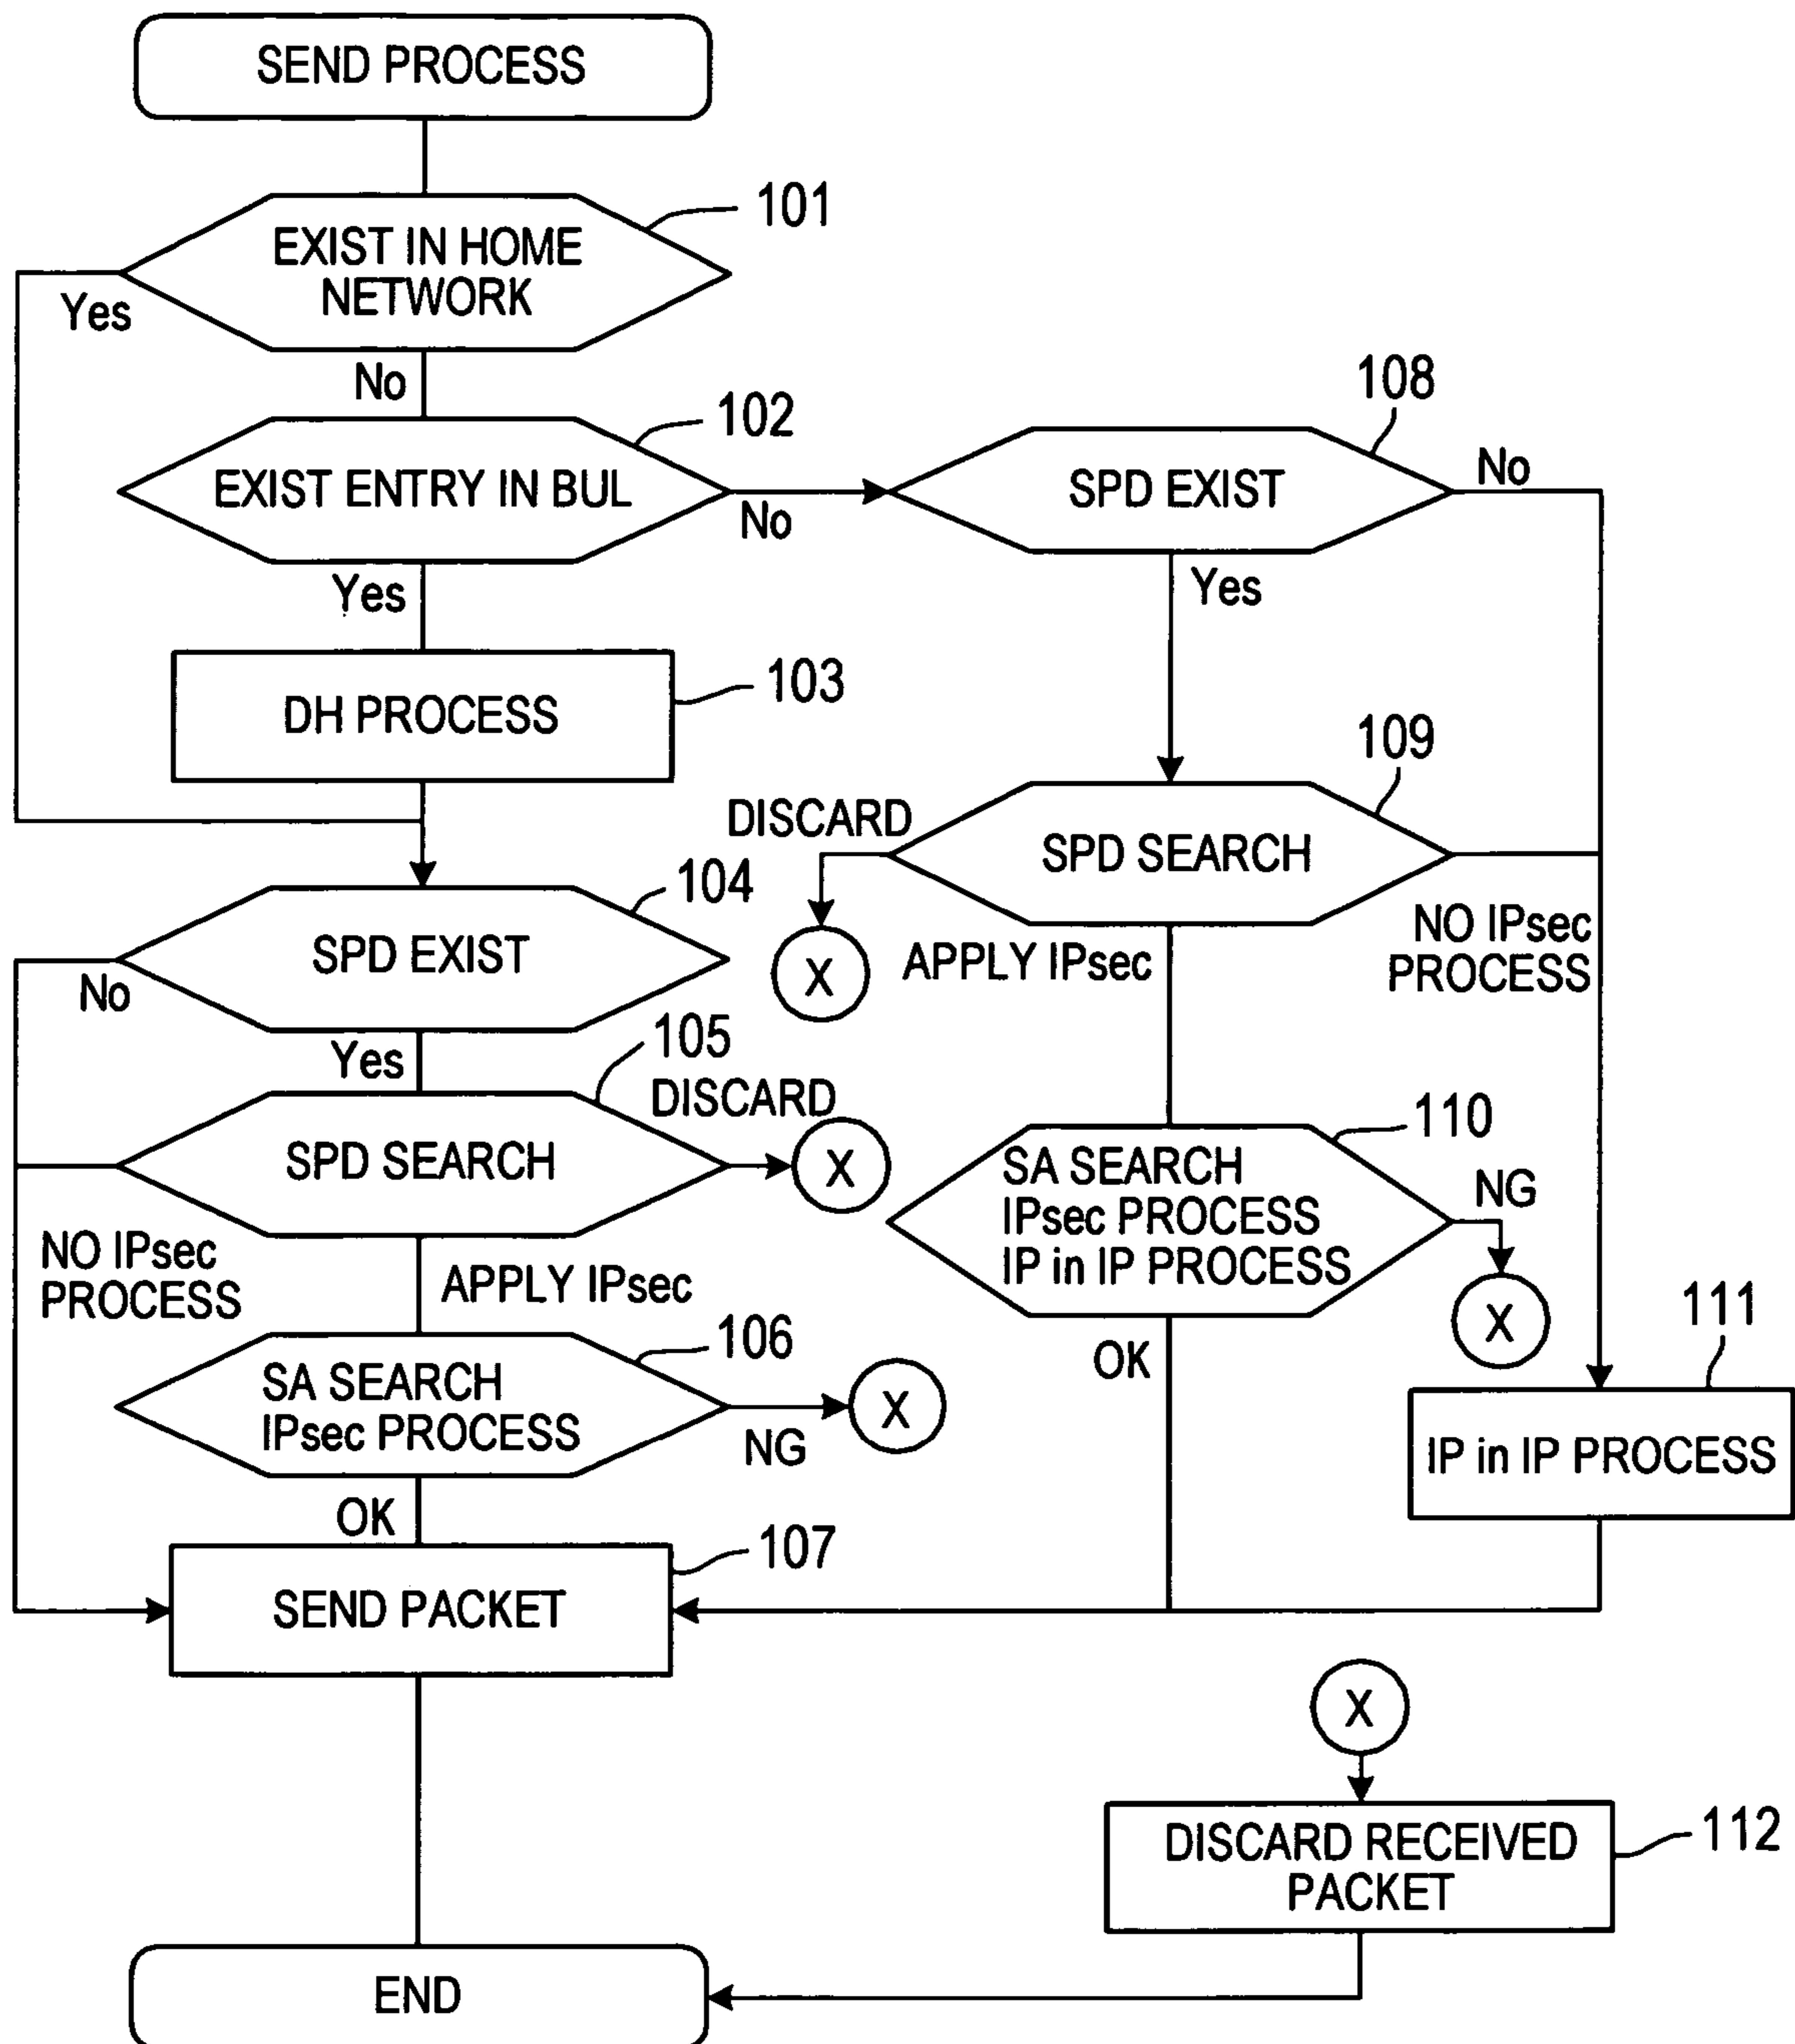 SEND PROCESS
101
EXIST IN HOME
NETWORK
Yes
No
102
EXIST ENTRY IN BUL
No
Yes
108
SPD EXIST
No
Yes
DH PROCESS
103
109
DISCARD
SPD SEARCH
X
APPLY IPsec
NO IPsec
PROCESS
104
SPD EXIST
No
Yes
105
DISCARD
SPD SEARCH
X
NO IPsec
PROCESS
APPLY IPsec
110
SA SEARCH
IPsec PROCESS
IP in IP PROCESS
NG
X
OK
106
SA SEARCH
IPsec PROCESS
X
NG
OK
111
IP in IP PROCESS
107
SEND PACKET
X
DISCARD RECEIVED
PACKET
112
END